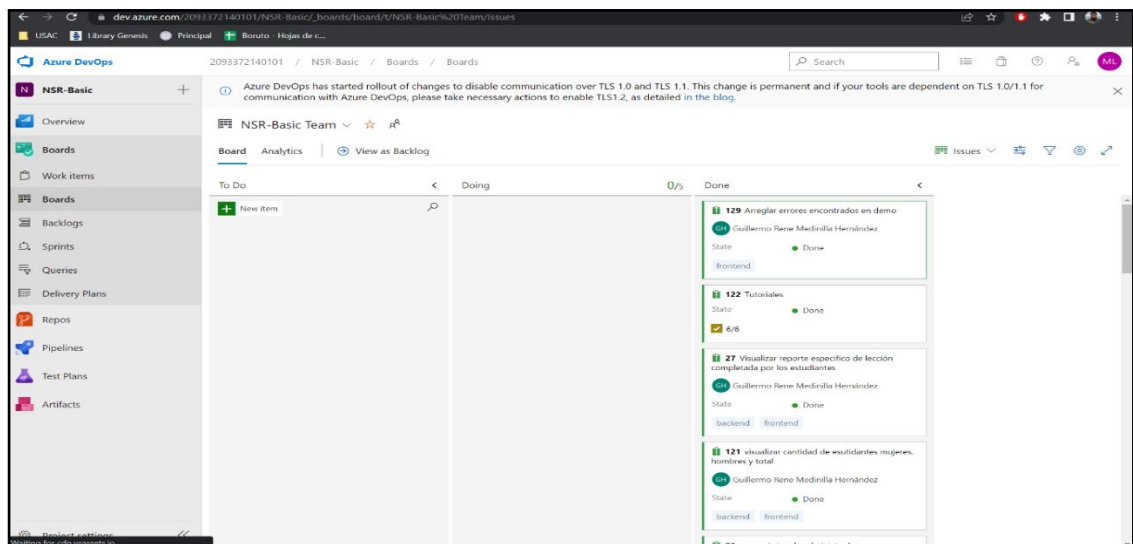 dev.azure.com/2093372140101/NSR-Basic/_boards/board/t/NSR-Basic%20Team/Issues
USAC Library Genesis Principal Boruto - Hojas de c...
Azure DevOps 2093372140101 / NSR-Basic / Boards / Boards Search ML
N NSR-Basic
Azure DevOps has started rollout of changes to disable communication over TLS 1.0 and TLS 1.1. This change is permanent and if your tools are dependent on TLS 1.0/1.1 for
communication with Azure DevOps, please take necessary actions to enable TLS1.2, as detailed in the blog.
Overview
Boards
Work items
Boards
Backlogs
Sprints
Queries
Delivery Plans
Repos
Pipelines
Test Plans
Artifacts
Project settings
NSR-Basic Team
Board Analytics View as Backlog Issues
To Do Doing 0/5 Done
New item
129 Arreglar errores encontrados en demo
GH Guillermo Rene Medinilla Hernández
State Done
frontend
122 Tutoriales
State Done
6/6
27 Visualizar reporte especifico de lección
completada por los estudiantes
GH Guillermo Rene Medinilla Hernández
State Done
backend frontend
121 visualizar cantidad de esutidantes mujeres,
hombres y total
GH Guillermo Rene Medinilla Hernández
State Done
backend frontend